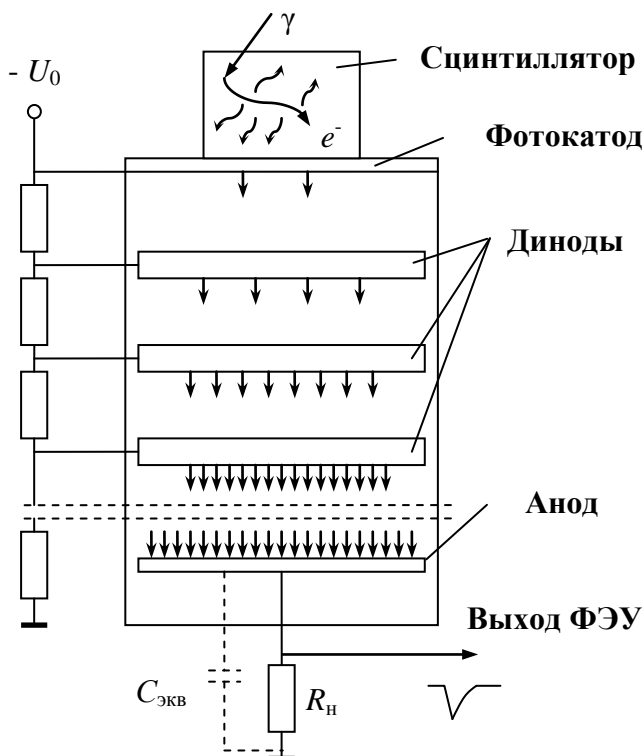 γ
Сцинтиллятор
- U₀
e⁻
Фотокатод
Диноды
Анод
Выход ФЭУ
Cэкв
Rн